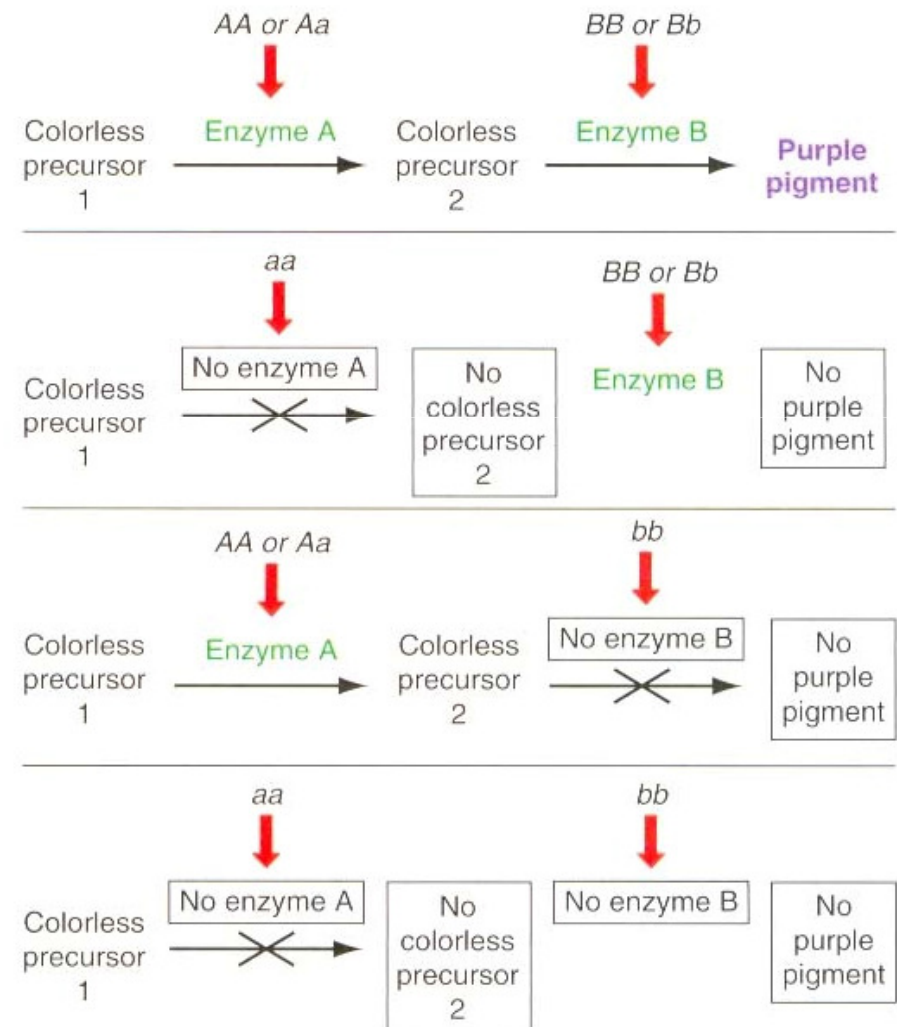 AA or Aa
BB or Bb
Colorless
precursor
1
Enzyme A
Colorless
precursor
2
Enzyme B
Purple
pigment
aa
BB or Bb
Colorless
precursor
1
No enzyme A
No
colorless
precursor
2
Enzyme B
No
purple
pigment
AA or Aa
bb
Colorless
precursor
1
Enzyme A
Colorless
precursor
2
No enzyme B
No
purple
pigment
aa
bb
Colorless
precursor
1
No enzyme A
No
colorless
precursor
2
No enzyme B
No
purple
pigment